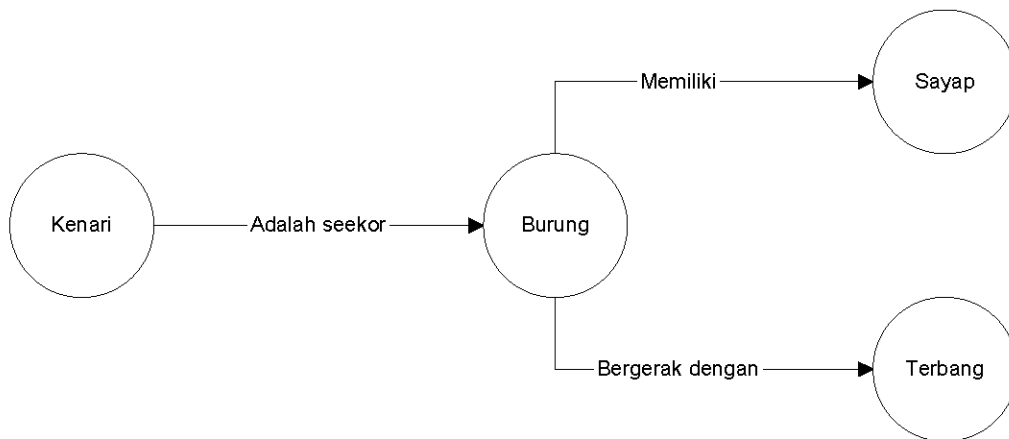 Kenari
Adalah seekor
Burung
Memiliki
Sayap
Bergerak dengan
Terbang